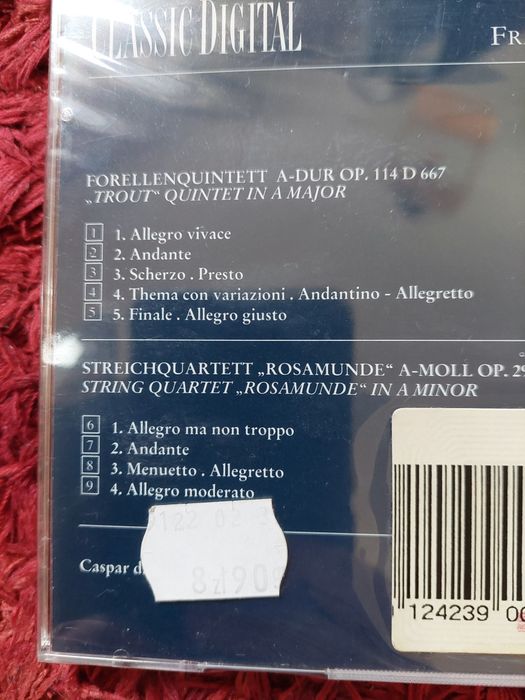 CLASSIC DIGITAL
FR
FORELLENQUINTETT A-DUR OP. 114 D 667
„TROUT“ QUINTET IN A MAJOR
1 1. Allegro vivace
2 2. Andante
3 3. Scherzo . Presto
4 4. Thema con variazioni . Andantino - Allegretto
5 5. Finale . Allegro giusto
STREICHQUARTETT „ROSAMUNDE“ A-MOLL OP. 29
STRING QUARTET „ROSAMUNDE“ IN A MINOR
6 1. Allegro ma non troppo
7 2. Andante
8 3. Menuetto . Allegretto
9 4. Allegro moderato
Caspar d
8zł90
124239